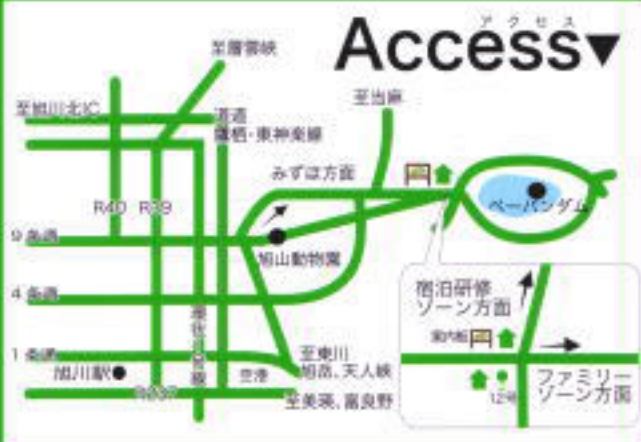 アクセス
Access▼
至層雲峡
至旭川北IC
至当麻
道道
鷹栖・東神楽線
みずほ方面
R40
R39
ペーパンダム
9条通
旭山動物園
4条通
宿泊研修
ゾーン方面
案内板
1条通
至東川
旭岳、天人峡
旭川駅
空港
ファミリー
ゾーン方面
12号
R237
至美瑛、富良野